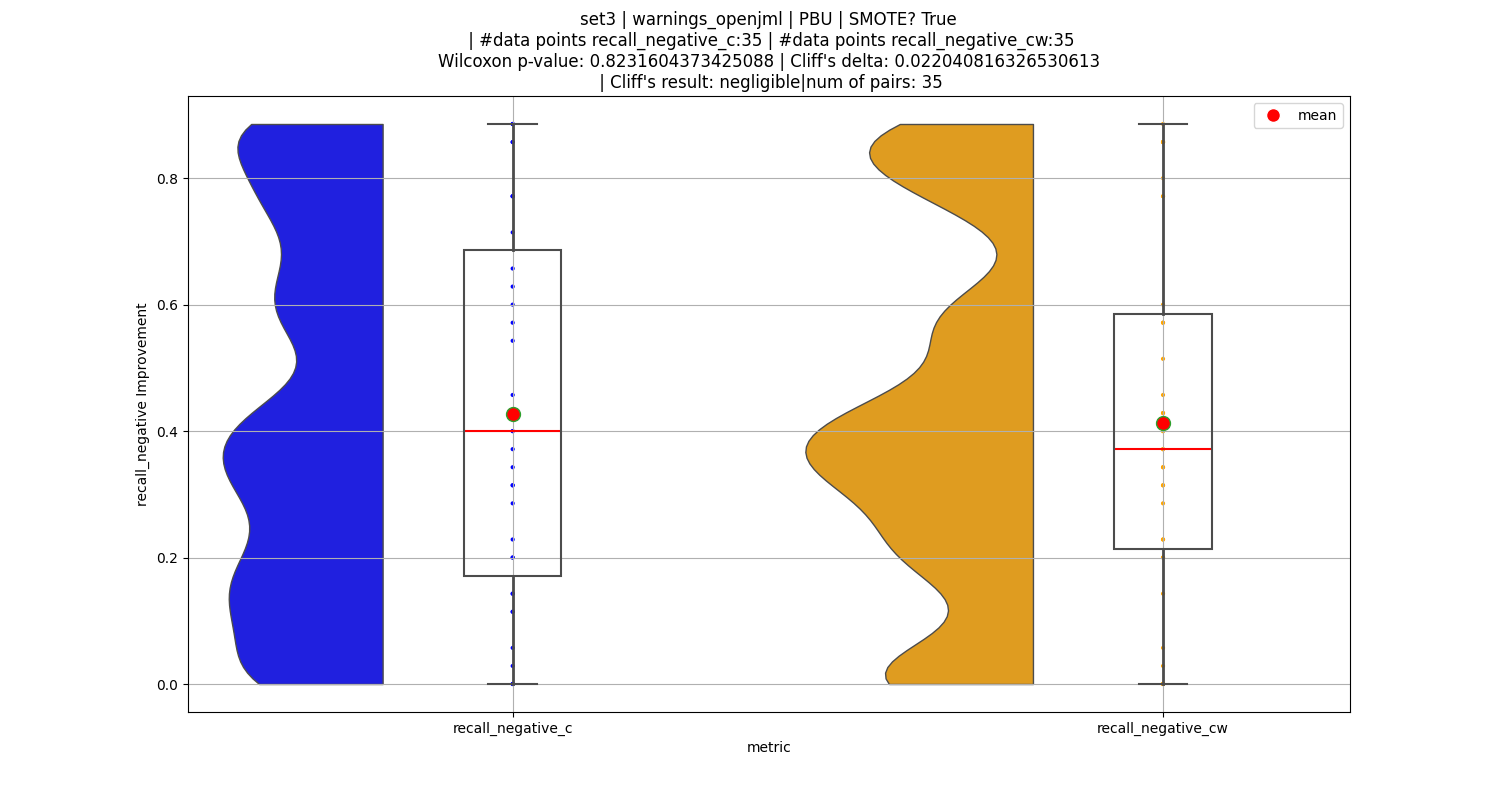 set3 | warnings_openjml | PBU | SMOTE? True
| #data points recall_negative_c:35 | #data points recall_negative_cw:35
Wilcoxon p-value: 0.8231604373425088 | Cliff's delta: 0.022040816326530613
| Cliff's result: negligible|num of pairs: 35
mean
0.8
0.6
0.4
0.2
0.0
recall_negative Improvement
recall_negative_c
recall_negative_cw
metric